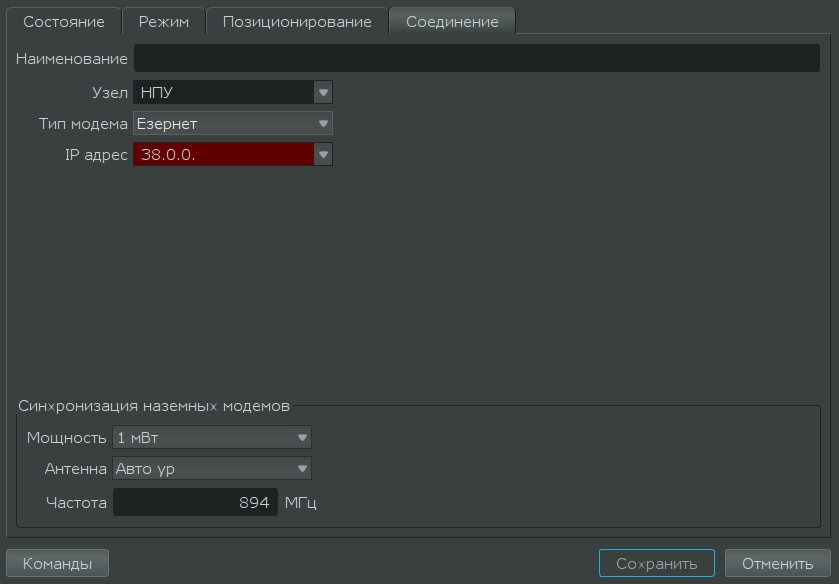 Состояние Режим Позиционирование Соединение
Наименование
Узел НПУ
Тип модема Езернет
IP адрес 38.0.0.
Синхронизация наземных модемов
Мощность 1 мВт
Антенна Авто ур
Частота 894 МГц
Команды Сохранить Отменить